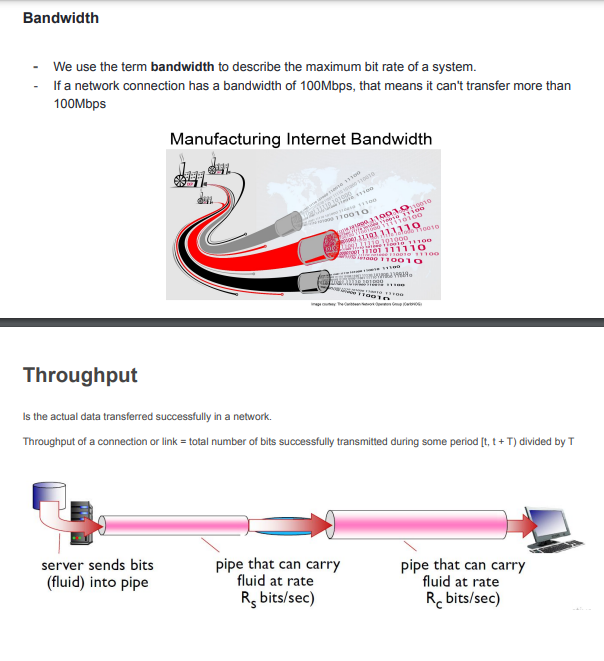 Bandwidth
- We use the term bandwidth to describe the maximum bit rate of a system.
- If a network connection has a bandwidth of 100Mbps, that means it can't transfer more than
100Mbps
Manufacturing Internet Bandwidth
Image courtesy: The Caribbean Network Operators Group (CaribNOG)
Throughput
Is the actual data transferred successfully in a network.
Throughput of a connection or link = total number of bits successfully transmitted during some period [t, t + T) divided by T
server sends bits
(fluid) into pipe
pipe that can carry
fluid at rate
Rs bits/sec)
pipe that can carry
fluid at rate
Rc bits/sec)